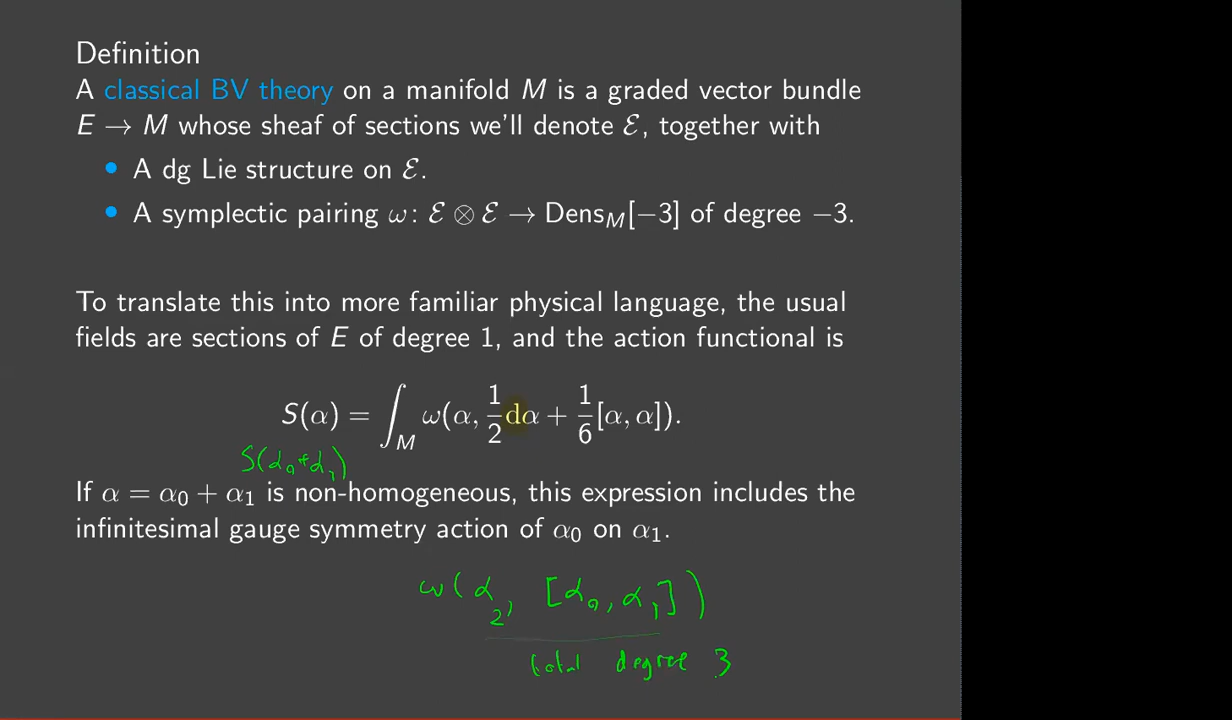 Definition
A classical BV theory on a manifold M is a graded vector bundle
E → M whose sheaf of sections we'll denote ℰ, together with
• A dg Lie structure on ℰ.
• A symplectic pairing ω: ℰ ⊗ ℰ → Dens_M[−3] of degree −3.
To translate this into more familiar physical language, the usual
fields are sections of E of degree 1, and the action functional is
S(α) = ∫_M ω(α, 1/2 dα + 1/6 [α, α]).
S(α₀+α₁)
If α = α₀ + α₁ is non-homogeneous, this expression includes the
infinitesimal gauge symmetry action of α₀ on α₁.
ω(α₂, [α₀, α₁])
total degree 3